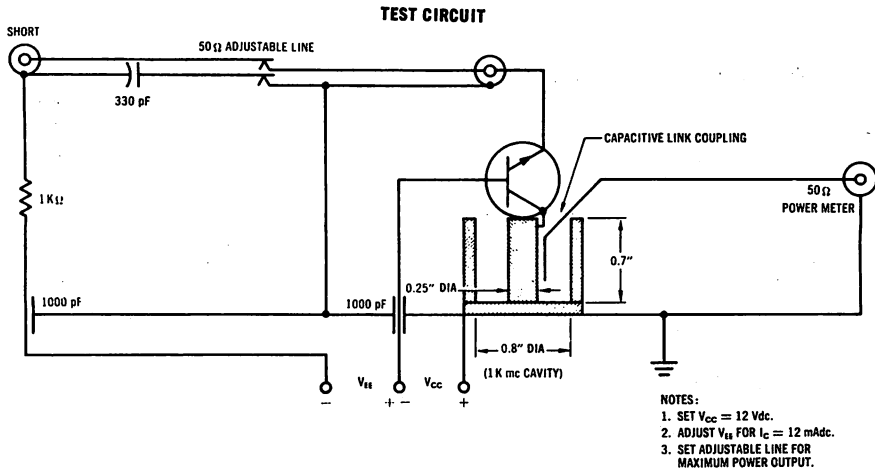 TEST CIRCUIT
SHORT
50Ω ADJUSTABLE LINE
330 pF
CAPACITIVE LINK COUPLING
1KΩ
50Ω
POWER METER
0.7"
0.25" DIA
1000 pF
1000 pF
0.8" DIA
(1K mc CAVITY)
− VEE + − VCC +
NOTES:
1. SET VCC = 12 Vdc.
2. ADJUST VEE FOR IC = 12 mAdc.
3. SET ADJUSTABLE LINE FOR
MAXIMUM POWER OUTPUT.